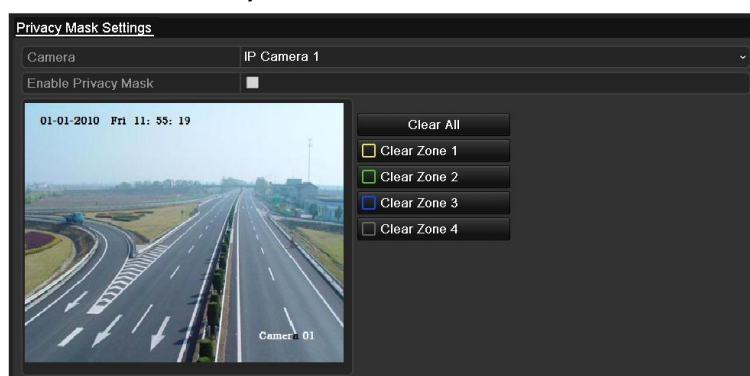 Privacy Mask Settings
Camera IP Camera 1
Enable Privacy Mask
01-01-2010 Fri 11: 55: 19
Clear All
Clear Zone 1
Clear Zone 2
Clear Zone 3
Clear Zone 4
Camera 01